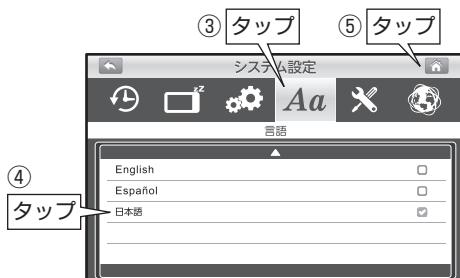 ③ タップ
⑤ タップ
システム設定
z z
Aa
言語
English
Español
④
タップ
日本語